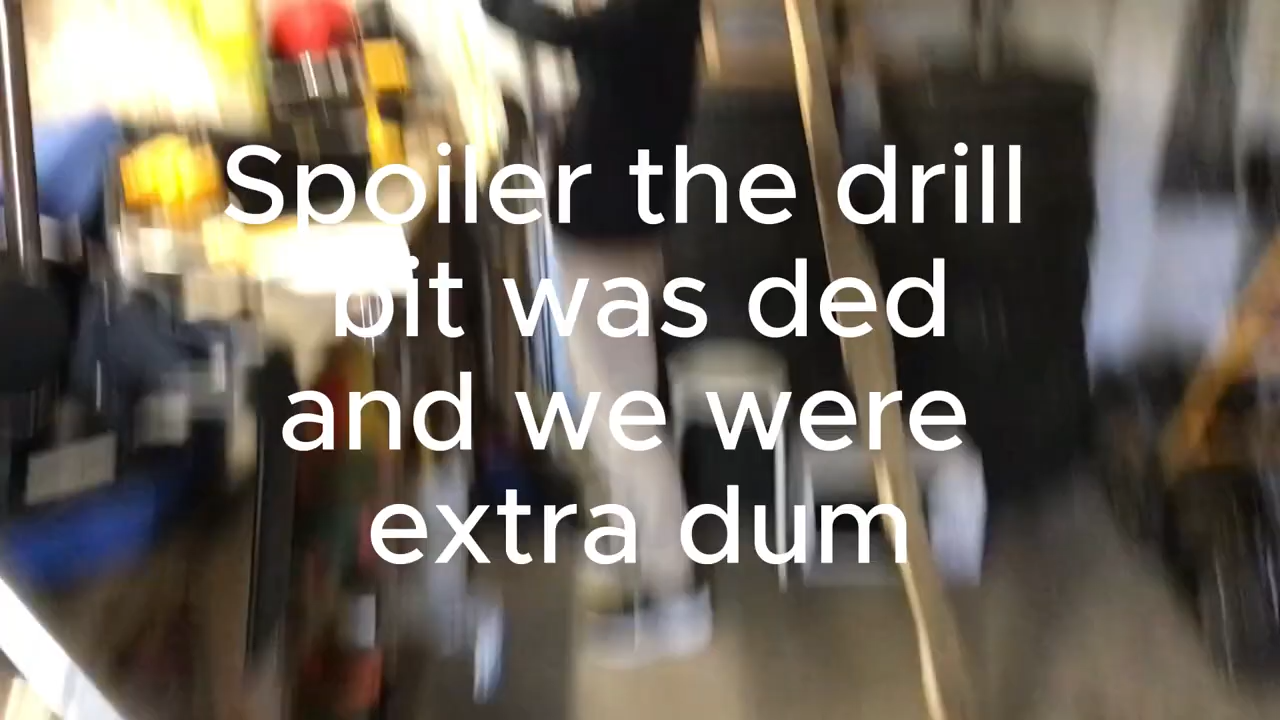 Spoiler the drill
bit was ded
and we were
extra dum